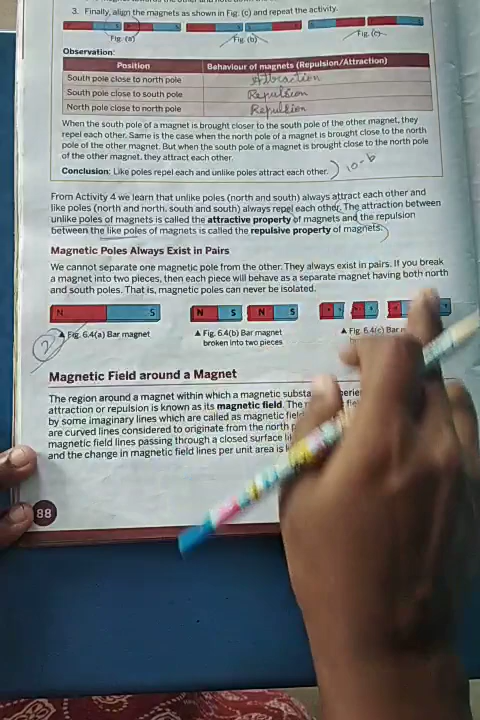 3. Finally, align the magnets as shown in Fig. (c) and repeat the activity.
Fig. (a) Fig. (b) Fig. (c)
Observation:
Position Behaviour of magnets (Repulsion/Attraction)
South pole close to north pole Attraction
South pole close to south pole Repulsion
North pole close to north pole Repulsion
When the south pole of a magnet is brought closer to the south pole of the other magnet, they
repel each other. Same is the case when the north pole of a magnet is brought close to the north
pole of the other magnet. But when the south pole of a magnet is brought close to the north pole
of the other magnet, they attract each other.
Conclusion: Like poles repel each and unlike poles attract each other.
From Activity 4 we learn that unlike poles (north and south) always attract each other and
like poles (north and north, south and south) always repel each other. The attraction between
unlike poles of magnets is called the attractive property of magnets and the repulsion
between the like poles of magnets is called the repulsive property of magnets.
Magnetic Poles Always Exist in Pairs
We cannot separate one magnetic pole from the other. They always exist in pairs. If you break
a magnet into two pieces, then each piece will behave as a separate magnet having both north
and south poles. That is, magnetic poles can never be isolated.
N S N S N S
▲ Fig. 6.4(a) Bar magnet ▲ Fig. 6.4(b) Bar magnet ▲ Fig. 6.4(c) Bar
broken into two pieces
Magnetic Field around a Magnet
The region around a magnet within which a magnetic
attraction or repulsion is known as its magnetic field. The
by some imaginary lines which are called as magnetic
are curved lines considered to originate from the north
magnetic field lines passing through a closed surface
and the change in magnetic field lines per unit area is
88